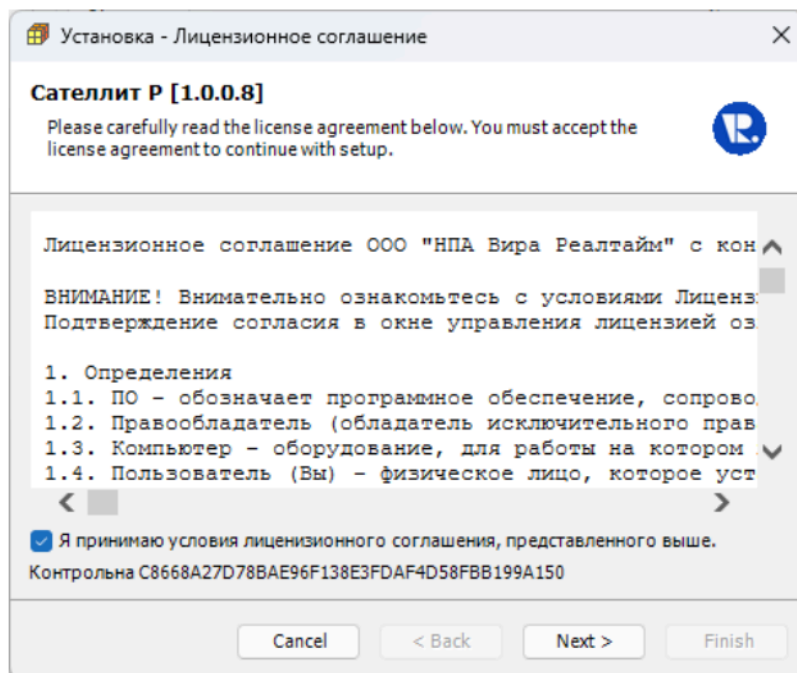 Установка - Лицензионное соглашение
Сателлит Р [1.0.0.8]
Please carefully read the license agreement below. You must accept the
license agreement to continue with setup.
Лицензионное соглашение ООО "НПА Вира Реалтайм" с кон
ВНИМАНИЕ! Внимательно ознакомьтесь с условиями Лиценз
Подтверждение согласия в окне управления лицензией оз
1. Определения
1.1. ПО – обозначает программное обеспечение, сопрово
1.2. Правообладатель (обладатель исключительного прав
1.3. Компьютер – оборудование, для работы на котором
1.4. Пользователь (Вы) – физическое лицо, которое уст
Я принимаю условия лиценизионного соглашения, представленного выше.
Контрольна C8668A27D78BAE96F138E3FDAF4D58FBB199A150
Cancel
< Back
Next >
Finish